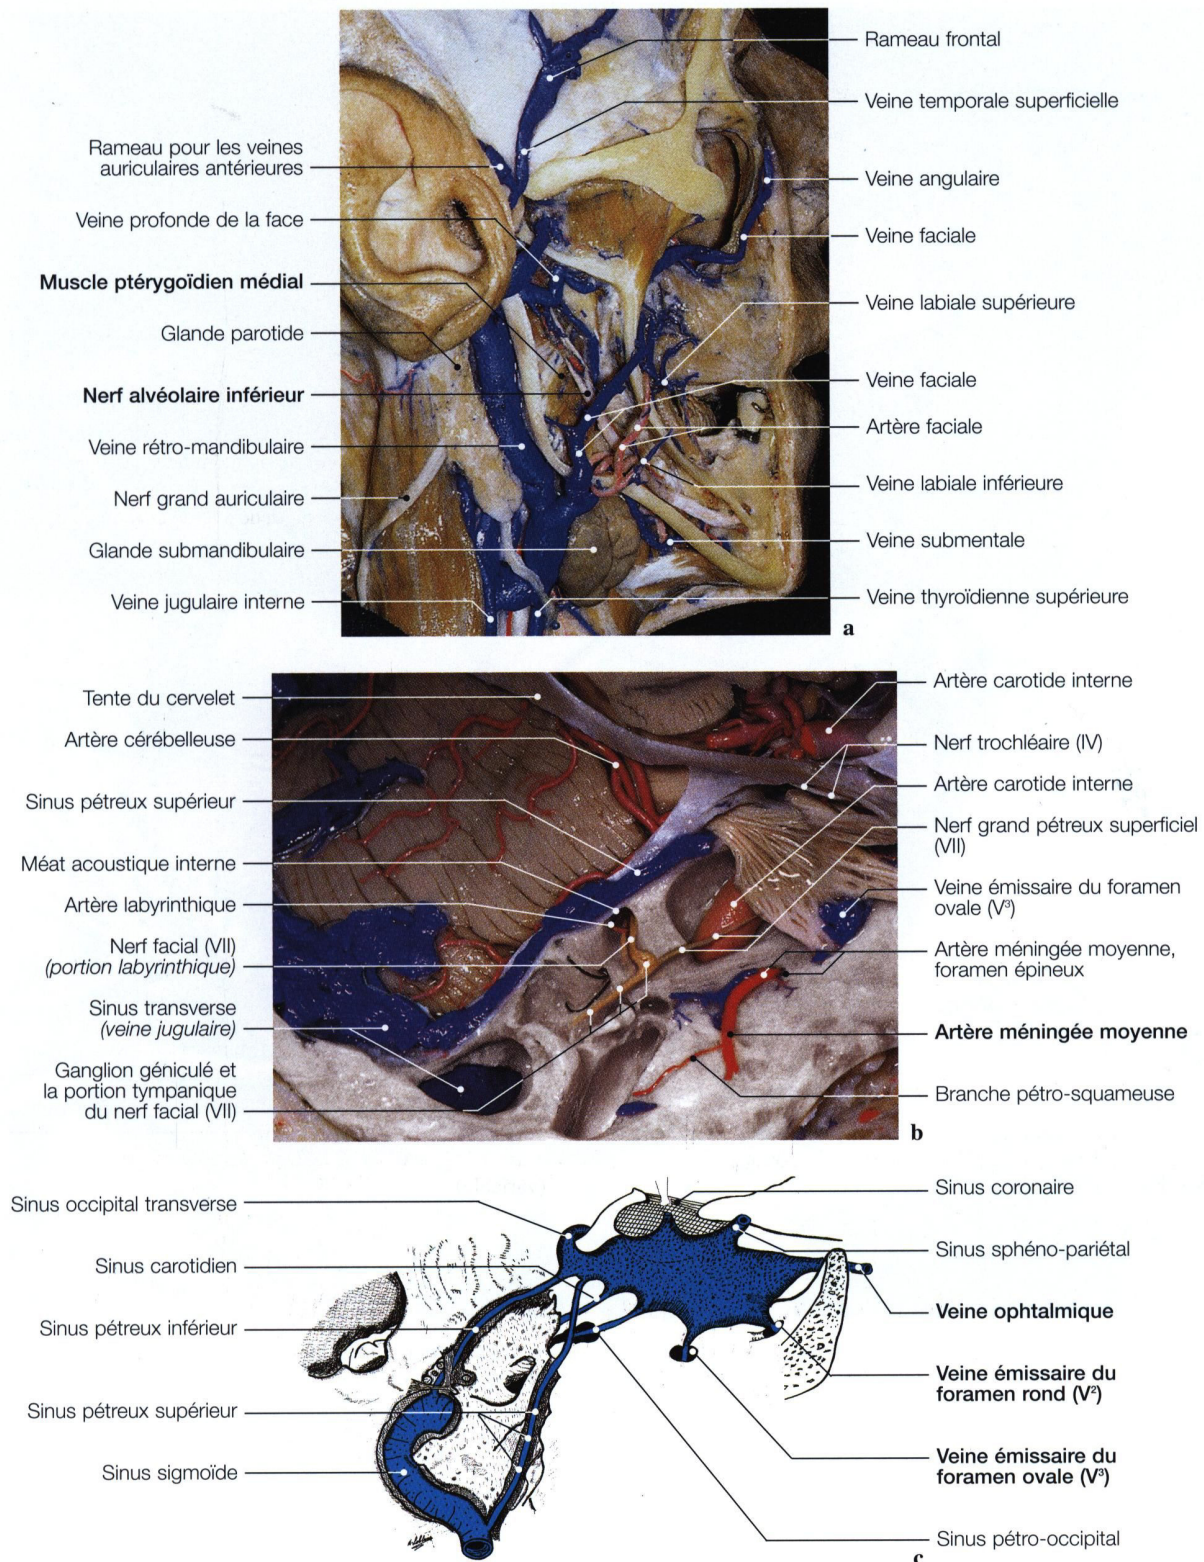 Rameau frontal
Veine temporale superficielle
Rameau pour les veines
auriculaires antérieures
Veine angulaire
Veine profonde de la face
Veine faciale
Muscle ptérygoïdien médial
Veine labiale supérieure
Glande parotide
Veine faciale
Nerf alvéolaire inférieur
Artère faciale
Veine rétro-mandibulaire
Veine labiale inférieure
Nerf grand auriculaire
Veine submentale
Glande submandibulaire
Veine thyroïdienne supérieure
Veine jugulaire interne
a
Tente du cervelet
Artère carotide interne
Artère cérébelleuse
Nerf trochléaire (IV)
Sinus pétreux supérieur
Artère carotide interne
Nerf grand pétreux superficiel
(VII)
Méat acoustique interne
Veine émissaire du foramen
ovale (V³)
Artère labyrinthique
Nerf facial (VII)
(portion labyrinthique)
Artère méningée moyenne,
foramen épineux
Sinus transverse
(veine jugulaire)
Artère méningée moyenne
Ganglion géniculé et
la portion tympanique
du nerf facial (VII)
Branche pétro-squameuse
b
Sinus occipital transverse
Sinus coronaire
Sinus carotidien
Sinus sphéno-pariétal
Sinus pétreux inférieur
Veine ophtalmique
Veine émissaire du
foramen rond (V²)
Sinus pétreux supérieur
Veine émissaire du
foramen ovale (V³)
Sinus sigmoïde
Sinus pétro-occipital
c